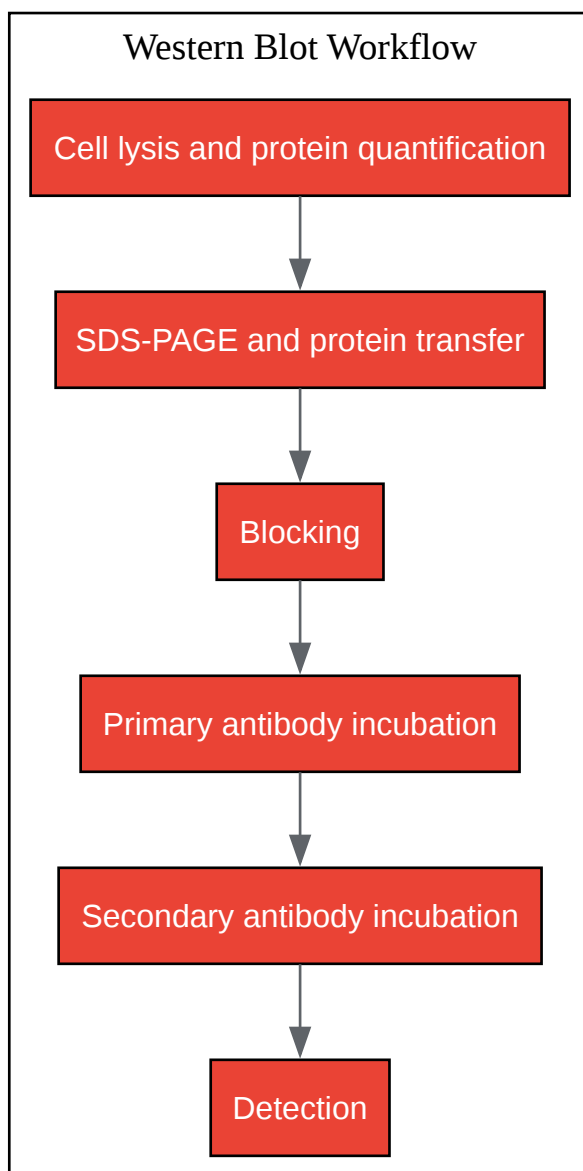 Western Blot Workflow
Cell lysis and protein quantification
SDS-PAGE and protein transfer
Blocking
Primary antibody incubation
Secondary antibody incubation
Detection